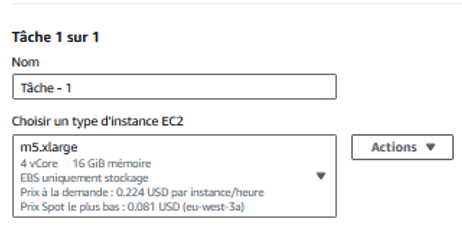 Tâche 1 sur 1
Nom
Tâche - 1
Choisir un type d'instance EC2
m5.xlarge
4 vCore 16 GiB mémoire
EBS uniquement stockage
Prix à la demande : 0.224 USD par instance/heure
Prix Spot le plus bas : 0.081 USD (eu-west-3a)
Actions